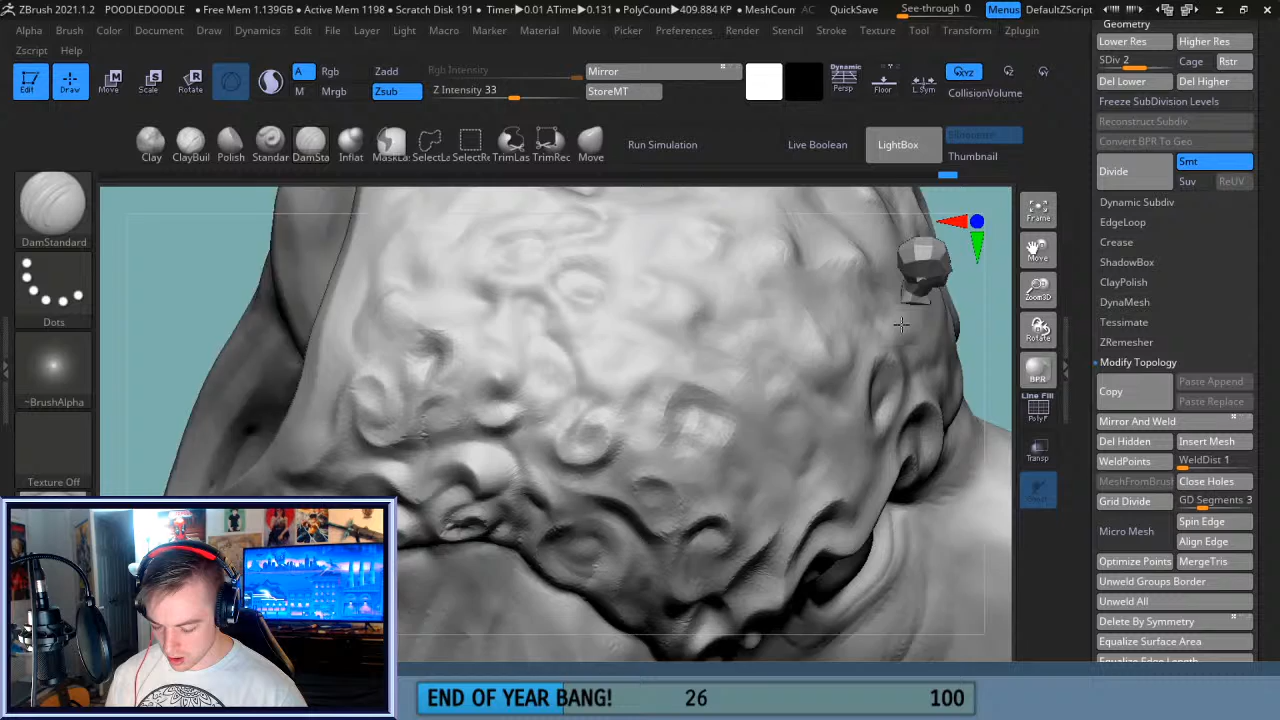 ZBrush 2021.1.2 POODLEDOODLE • Free Mem 1.139GB • Active Mem 1198 • Scratch Disk 191 • Timer▶0.01 ATime▶0.131 • PolyCount▶409.884 KP • MeshCoun AC QuickSave See-through 0 Menus DefaultZScript
Alpha Brush Color Document Draw Dynamics Edit File Layer Light Macro Marker Material Movie Picker Preferences Render Stencil Stroke Texture Tool Transform Zplugin
Zscript Help
Edit Draw Move Scale Rotate A Rgb Zadd Rgb Intensity Mirror Dynamic Persp Floor L.Sym XYZ
M Mrgb Zsub Z Intensity 33 StoreMT CollisionVolume
Clay ClayBuil Polish Standar DamSta Inflat MaskLa SelectLa SelectRe TrimLas TrimRec Move Run Simulation Live Boolean LightBox Thumbnail
DamStandard
Dots
~BrushAlpha
Texture Off
Frame
Move
Zoom3D
Rotate
BPR
Line Fill
PolyF
Transp
Geometry
Lower Res Higher Res
SDiv 2 Cage Rstr
Del Lower Del Higher
Freeze SubDivision Levels
Reconstruct Subdiv
Convert BPR To Geo
Divide Smt
Suv ReUV
Dynamic Subdiv
EdgeLoop
Crease
ShadowBox
ClayPolish
DynaMesh
Tessimate
ZRemesher
Modify Topology
Copy Paste Append
Paste Replace
Mirror And Weld
Del Hidden Insert Mesh
WeldPoints WeldDist 1
MeshFromBrush Close Holes
Grid Divide GD Segments 3
Micro Mesh Spin Edge
Align Edge
Optimize Points MergeTris
Unweld Groups Border
Unweld All
Delete By Symmetry
Equalize Surface Area
END OF YEAR BANG! 26 100